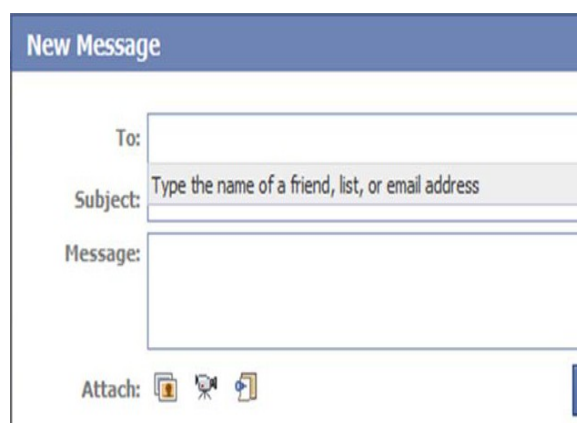 New Message
To:
Type the name of a friend, list, or email address
Subject:
Message:
Attach: